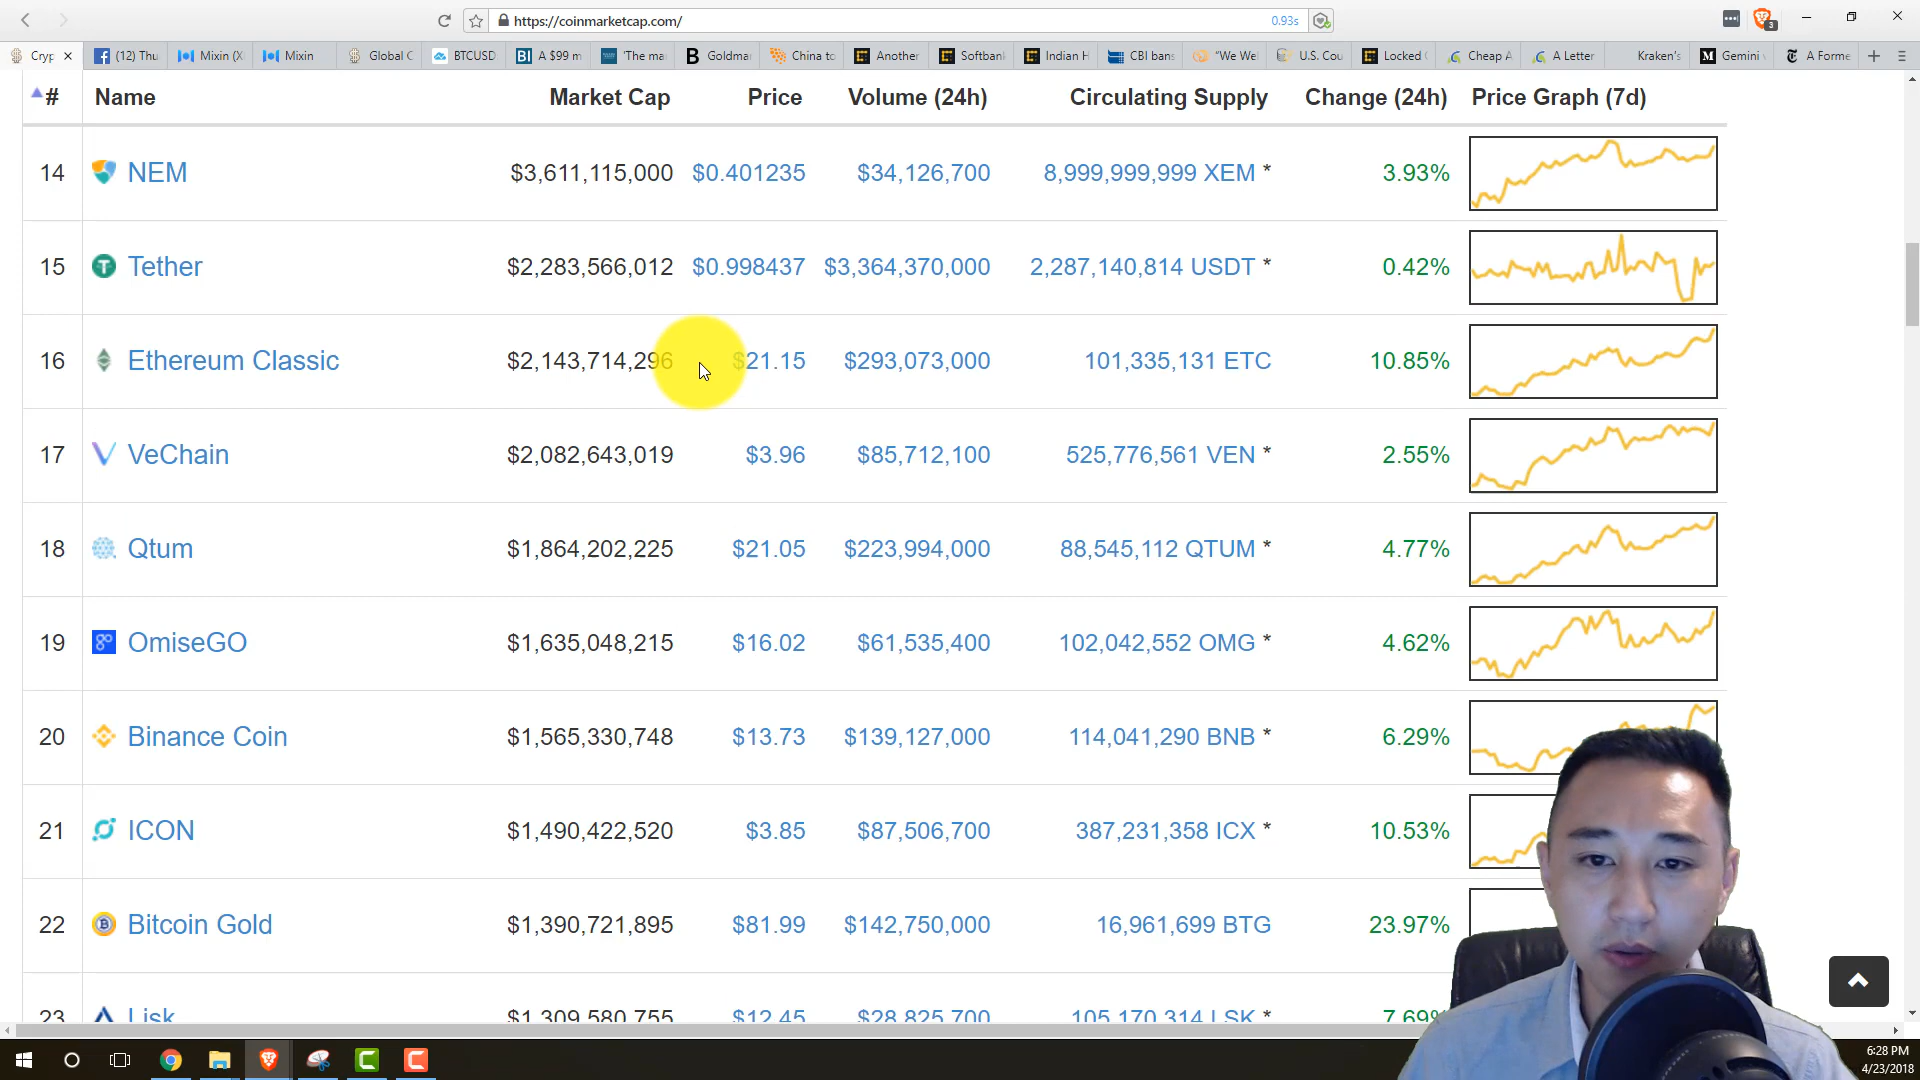 https://coinmarketcap.com/
0.93s
3
Cryp
(12) Thu
Mixin (X
Mixin
Global C
BTCUSD
A $99 m
'The ma
Goldma
China to
Another
Softban
Indian H
CBI bans
"We Wel
U.S. Cou
Locked
Cheap A
A Letter
Kraken's
Gemini
A Forme
# Name Market Cap Price Volume (24h) Circulating Supply Change (24h) Price Graph (7d)
14 NEM $3,611,115,000 $0.401235 $34,126,700 8,999,999,999 XEM * 3.93%
15 Tether $2,283,566,012 $0.998437 $3,364,370,000 2,287,140,814 USDT * 0.42%
16 Ethereum Classic $2,143,714,296 $21.15 $293,073,000 101,335,131 ETC 10.85%
17 VeChain $2,082,643,019 $3.96 $85,712,100 525,776,561 VEN * 2.55%
18 Qtum $1,864,202,225 $21.05 $223,994,000 88,545,112 QTUM * 4.77%
19 OmiseGO $1,635,048,215 $16.02 $61,535,400 102,042,552 OMG * 4.62%
20 Binance Coin $1,565,330,748 $13.73 $139,127,000 114,041,290 BNB * 6.29%
21 ICON $1,490,422,520 $3.85 $87,506,700 387,231,358 ICX * 10.53%
22 Bitcoin Gold $1,390,721,895 $81.99 $142,750,000 16,961,699 BTG 23.97%
23 Lisk $1,309,580,755 $12.45 $28,825,700 105,170,314 LSK * 7.69%
6:28 PM
4/23/2018